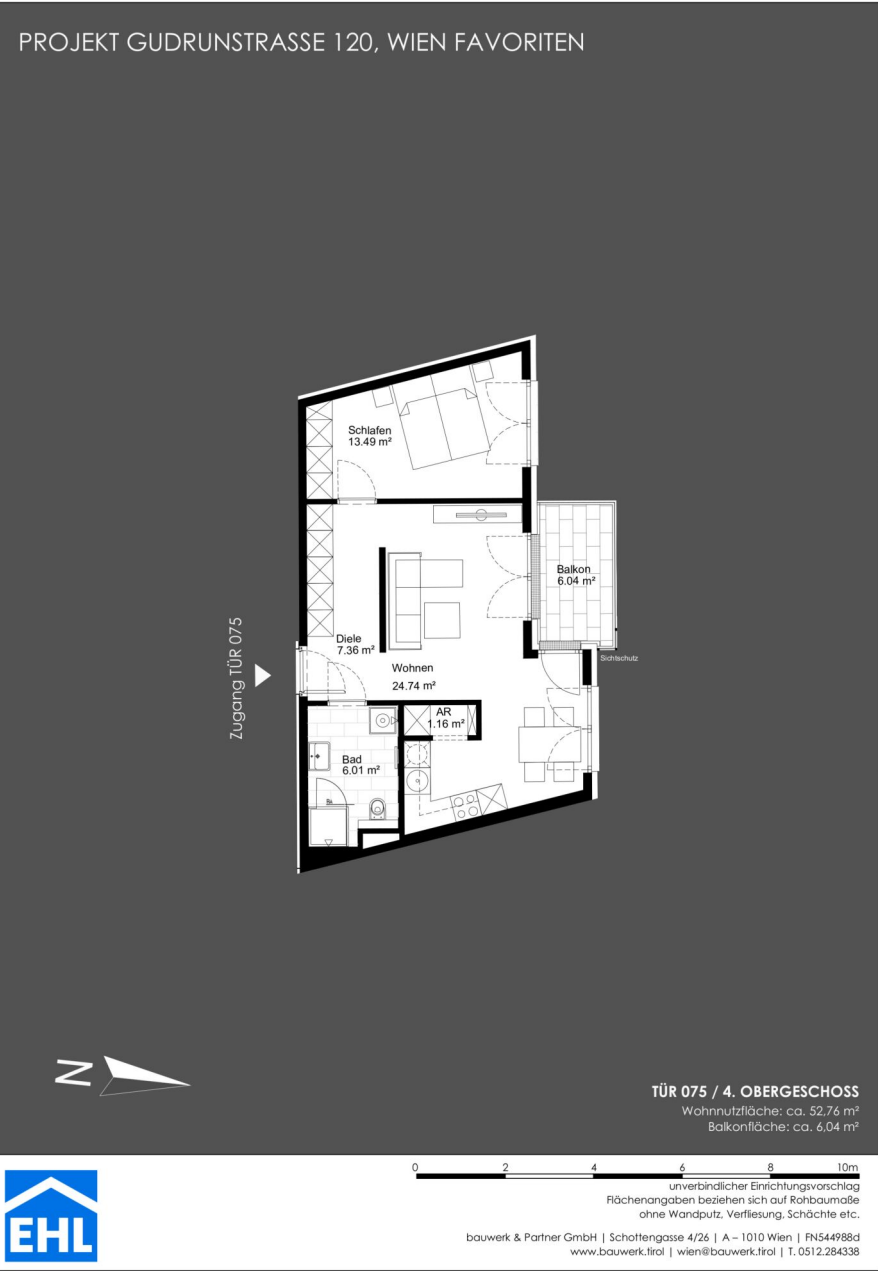 PROJEKT GUDRUNSTRASSE 120, WIEN FAVORITEN
Schlafen
13.49 m²
Balkon
6.04 m²
Zugang TÜR 075
Diele
7.36 m²
Wohnen
24.74 m²
Sichtschutz
AR
1.16 m²
Bad
6.01 m²
N
TÜR 075 / 4. OBERGESCHOSS
Wohnnutzfläche: ca. 52,76 m²
Balkonfläche: ca. 6,04 m²
0 2 4 6 8 10m
unverbindlicher Einrichtungsvorschlag
Flächenangaben beziehen sich auf Rohbaumaße
ohne Wandputz, Verfliesung, Schächte etc.
EHL
bauwerk & Partner GmbH | Schottengasse 4/26 | A – 1010 Wien | FN544988d
www.bauwerk.tirol | wien@bauwerk.tirol | T. 0512.284338